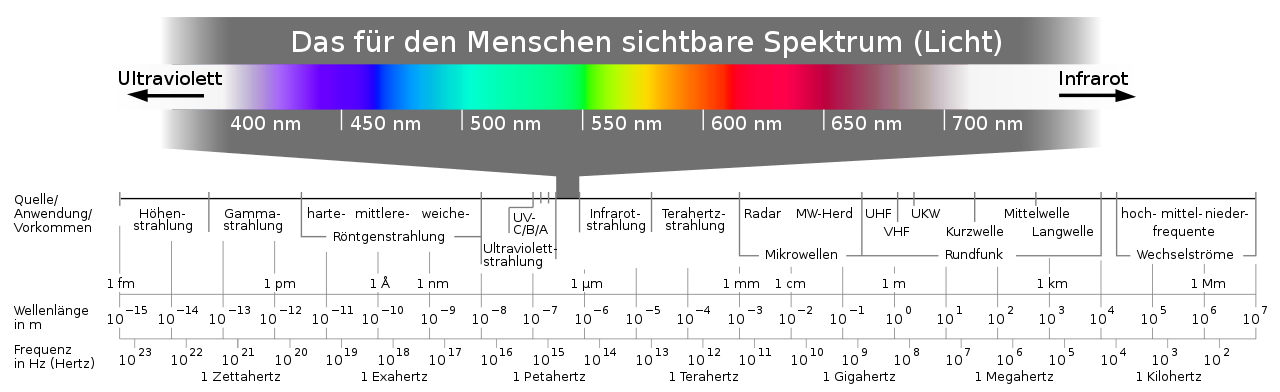 Das für den Menschen sichtbare Spektrum (Licht)
Ultraviolett
Infrarot
400 nm 450 nm 500 nm 550 nm 600 nm 650 nm 700 nm
Quelle/
Anwendung/
Vorkommen
Höhen-
strahlung
Gamma-
strahlung
harte- mittlere- weiche-
Röntgenstrahlung
UV-
C/B/A
Ultraviolett-
strahlung
Infrarot-
strahlung
Terahertz-
strahlung
Radar MW-Herd
Mikrowellen
UHF UKW Mittelwelle
VHF Kurzwelle Langwelle
Rundfunk
hoch- mittel- nieder-
frequente
Wechselströme
1 fm 1 pm 1 Å 1 nm 1 µm 1 mm 1 cm 1 m 1 km 1 Mm
Wellenlänge
in m
10⁻¹⁵ 10⁻¹⁴ 10⁻¹³ 10⁻¹² 10⁻¹¹ 10⁻¹⁰ 10⁻⁹ 10⁻⁸ 10⁻⁷ 10⁻⁶ 10⁻⁵ 10⁻⁴ 10⁻³ 10⁻² 10⁻¹ 10⁰ 10¹ 10² 10³ 10⁴ 10⁵ 10⁶ 10⁷
Frequenz
in Hz (Hertz)
10²³ 10²² 10²¹ 10²⁰ 10¹⁹ 10¹⁸ 10¹⁷ 10¹⁶ 10¹⁵ 10¹⁴ 10¹³ 10¹² 10¹¹ 10¹⁰ 10⁹ 10⁸ 10⁷ 10⁶ 10⁵ 10⁴ 10³ 10²
1 Zettahertz 1 Exahertz 1 Petahertz 1 Terahertz 1 Gigahertz 1 Megahertz 1 Kilohertz